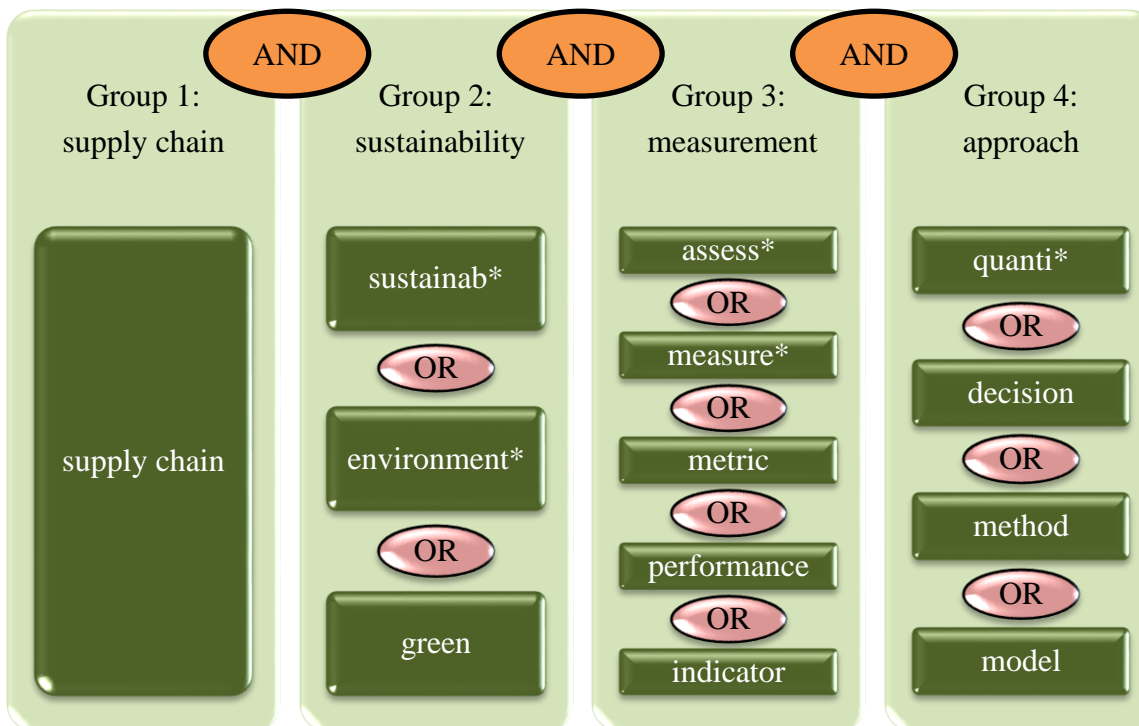 AND
AND
AND
Group 1:
supply chain
supply chain
Group 2:
sustainability
sustainab*
OR
environment*
OR
green
Group 3:
measurement
assess*
OR
measure*
OR
metric
OR
performance
OR
indicator
Group 4:
approach
quanti*
OR
decision
OR
method
OR
model